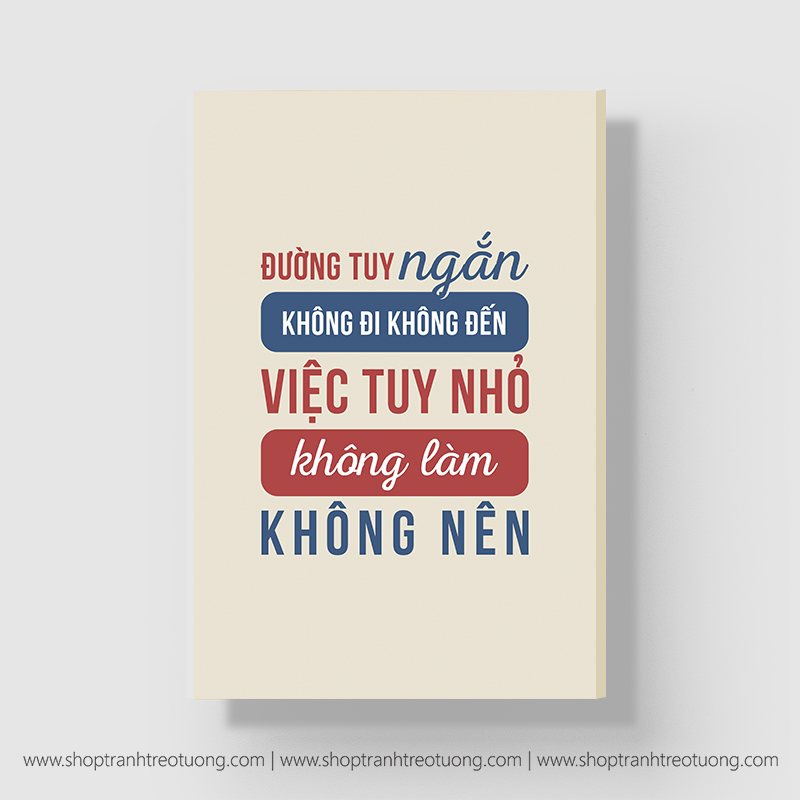 ĐƯỜNG TUY ngắn
KHÔNG ĐI KHÔNG ĐẾN
VIỆC TUY NHỎ
không làm
KHÔNG NÊN
www.shoptranhtreotuong.com | www.shoptranhtreotuong.com | www.shoptranhtreotuong.com